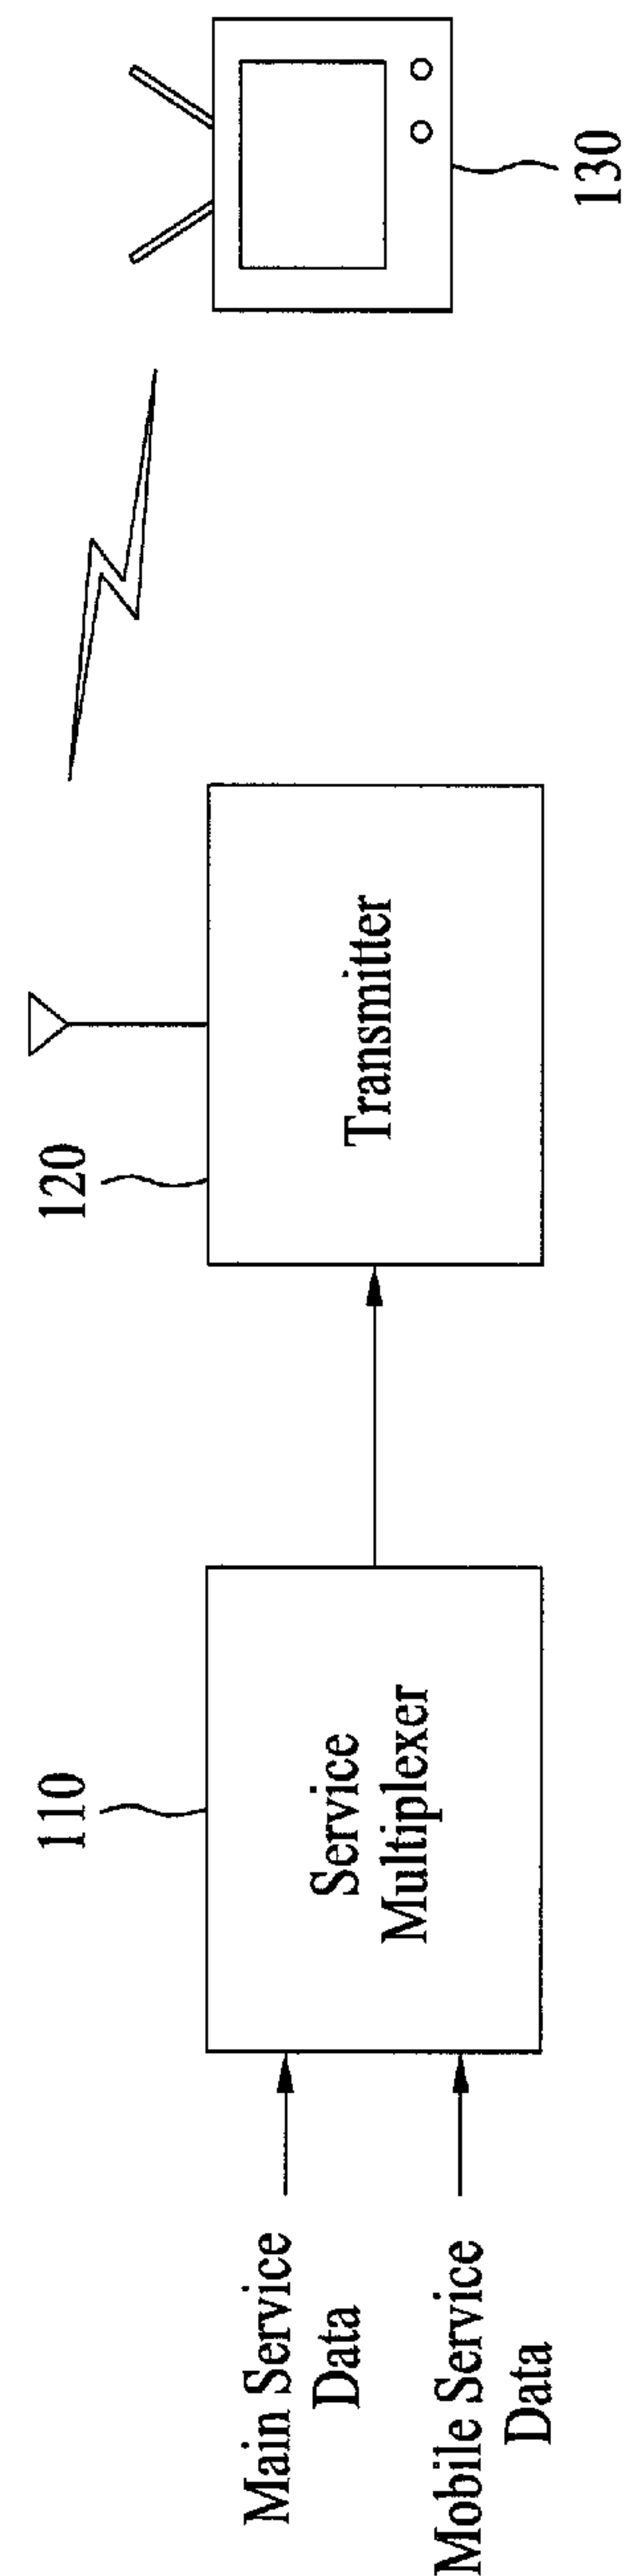 Main Service
Data
Mobile Service
Data
110
Service
Multiplexer
120
Transmitter
130